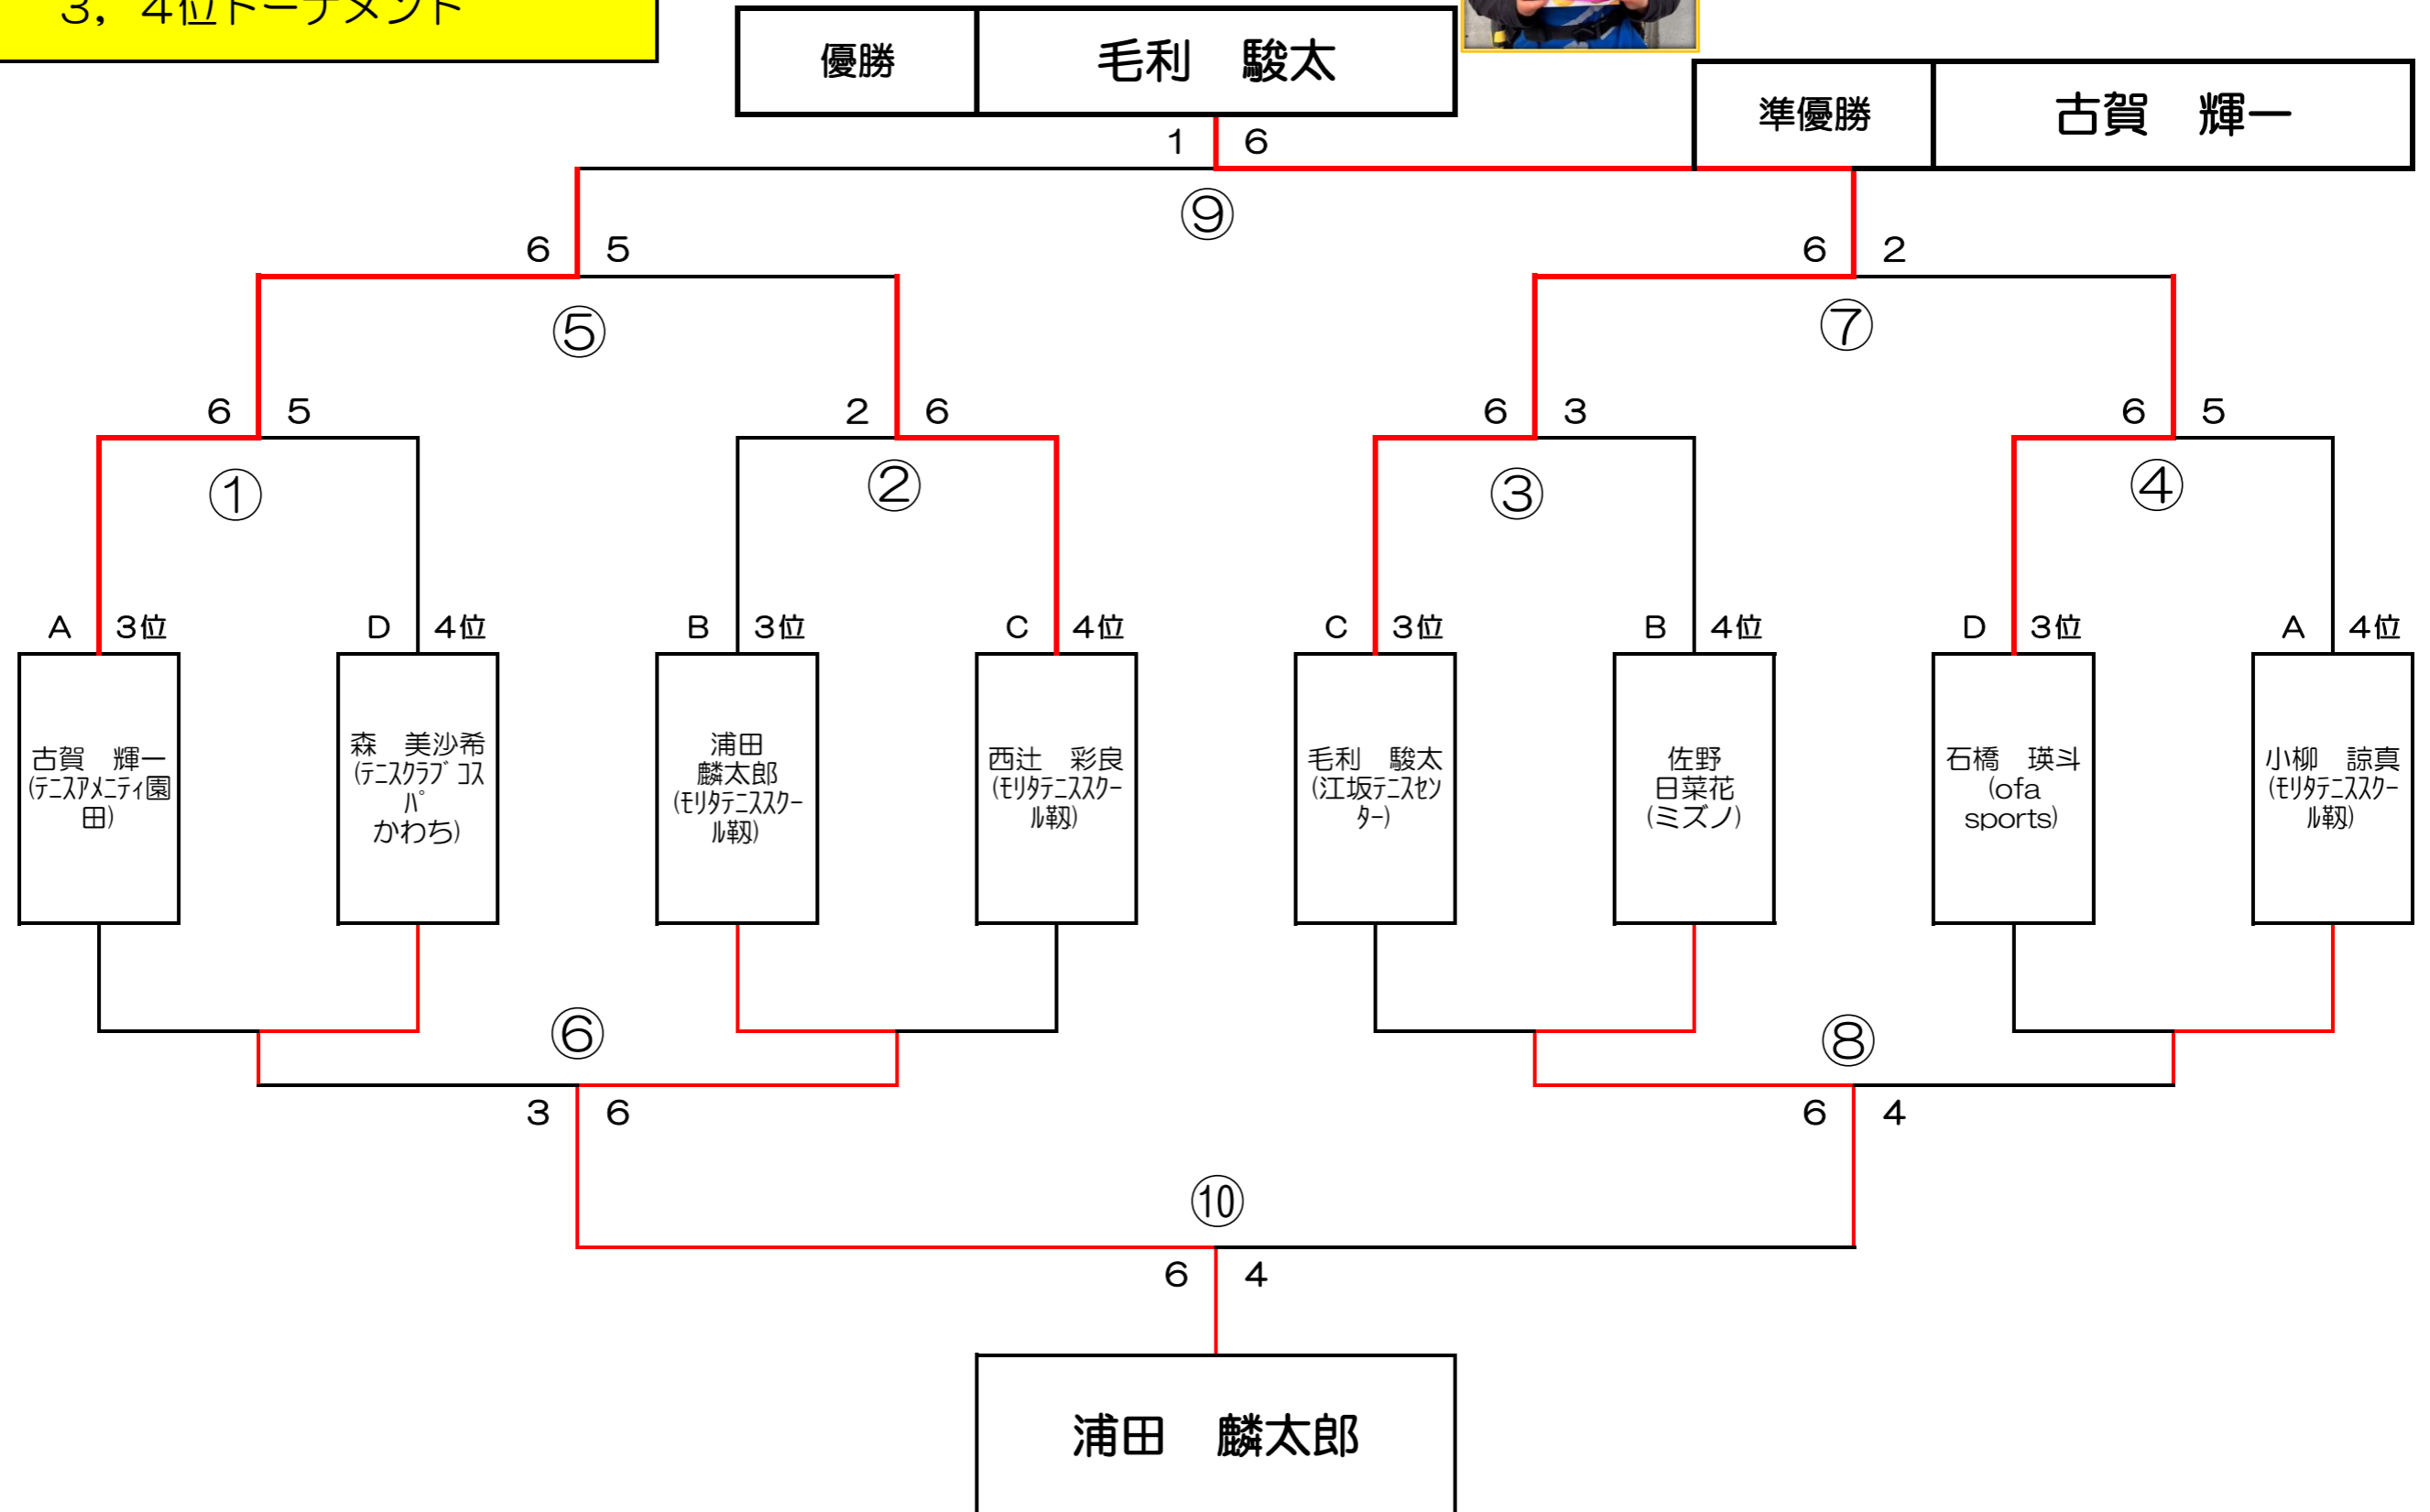 ３，４位トーナメント
優勝　毛利　駿太
準優勝　古賀　輝一
1 6
⑨
6 5
6 2
⑤
⑦
6 5
2 6
6 3
6 5
①
②
③
④
A 3位
D 4位
B 3位
C 4位
C 3位
B 4位
D 3位
A 4位
古賀　輝一
(ﾃﾆｽｱﾒﾆﾃｨ園
田)
森　美沙希
(ﾃﾆｽｸﾗﾌﾞ ｺｽ
ﾊﾟ
かわち)
浦田
麟太郎
(ﾓﾘﾀﾃﾆｽｽｸｰ
ﾙ靱)
西辻　彩良
(ﾓﾘﾀﾃﾆｽｽｸｰ
ﾙ靱)
毛利　駿太
(江坂ﾃﾆｽｾﾝ
ﾀｰ)
佐野
日菜花
(ミズノ)
石橋　瑛斗
(ofa
sports)
小柳　諒真
(ﾓﾘﾀﾃﾆｽｽｸｰ
ﾙ靱)
⑥
⑧
3 6
6 4
⑩
6 4
浦田　麟太郎